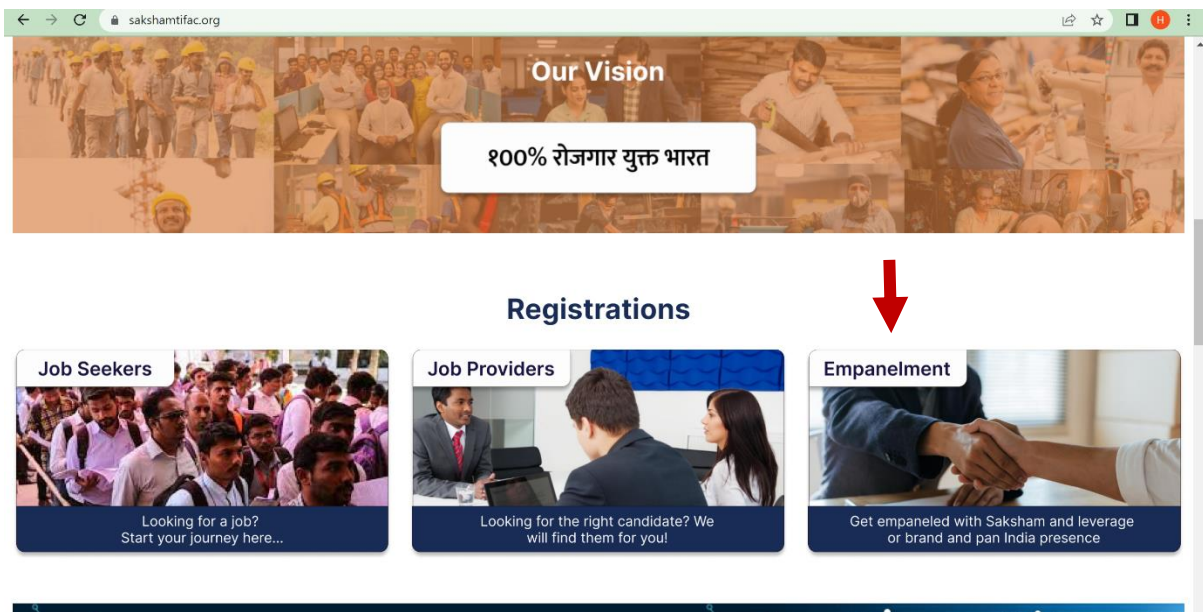 sakshamtifac.org
H
Our Vision
१००% रोजगार युक्त भारत
Registrations
Job Seekers
Looking for a job?
Start your journey here...
Job Providers
Looking for the right candidate? We
will find them for you!
Empanelment
Get empaneled with Saksham and leverage
or brand and pan India presence